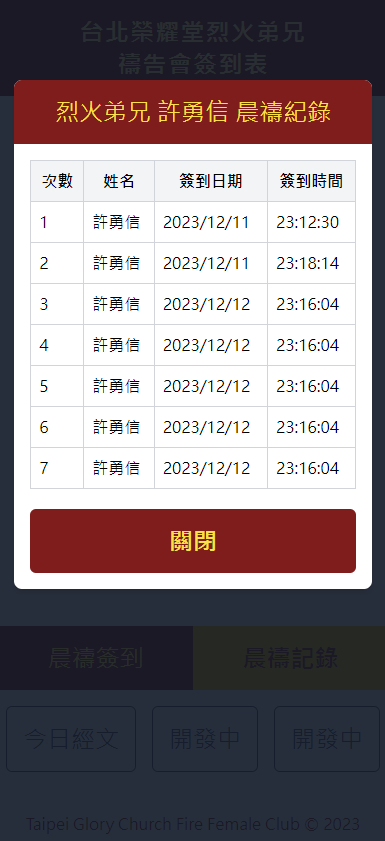 台北榮耀堂烈火弟兄
禱告會簽到表
烈火弟兄 許勇信 晨禱紀錄
次數 姓名 簽到日期 簽到時間
1 許勇信 2023/12/11 23:12:30
2 許勇信 2023/12/11 23:18:14
3 許勇信 2023/12/12 23:16:04
4 許勇信 2023/12/12 23:16:04
5 許勇信 2023/12/12 23:16:04
6 許勇信 2023/12/12 23:16:04
7 許勇信 2023/12/12 23:16:04
關閉
晨禱簽到 晨禱記錄
今日經文 開發中 開發中
Taipei Glory Church Fire Female Club © 2023